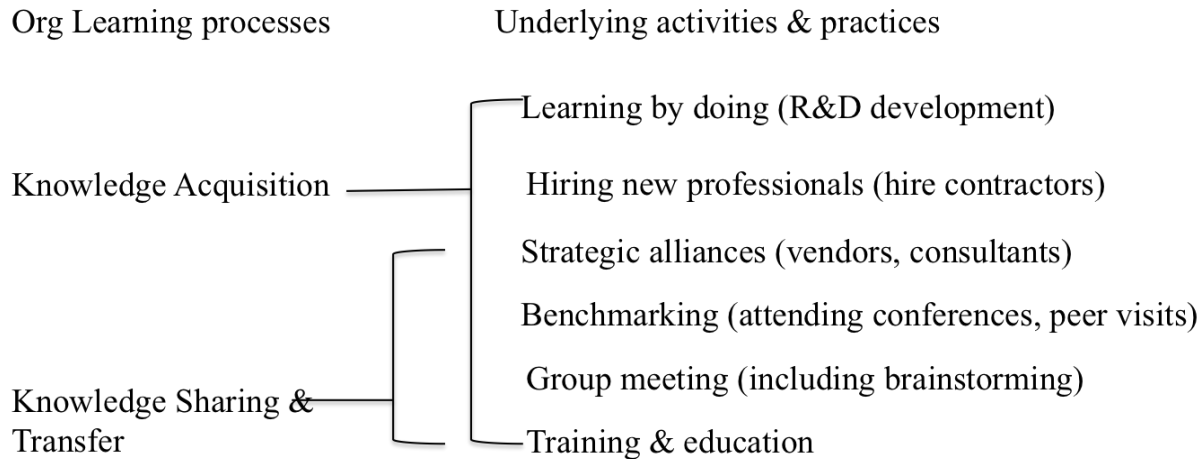 Org Learning processes
Underlying activities & practices
Learning by doing (R&D development)
Knowledge Acquisition
Hiring new professionals (hire contractors)
Strategic alliances (vendors, consultants)
Benchmarking (attending conferences, peer visits)
Group meeting (including brainstorming)
Knowledge Sharing &
Transfer
Training & education